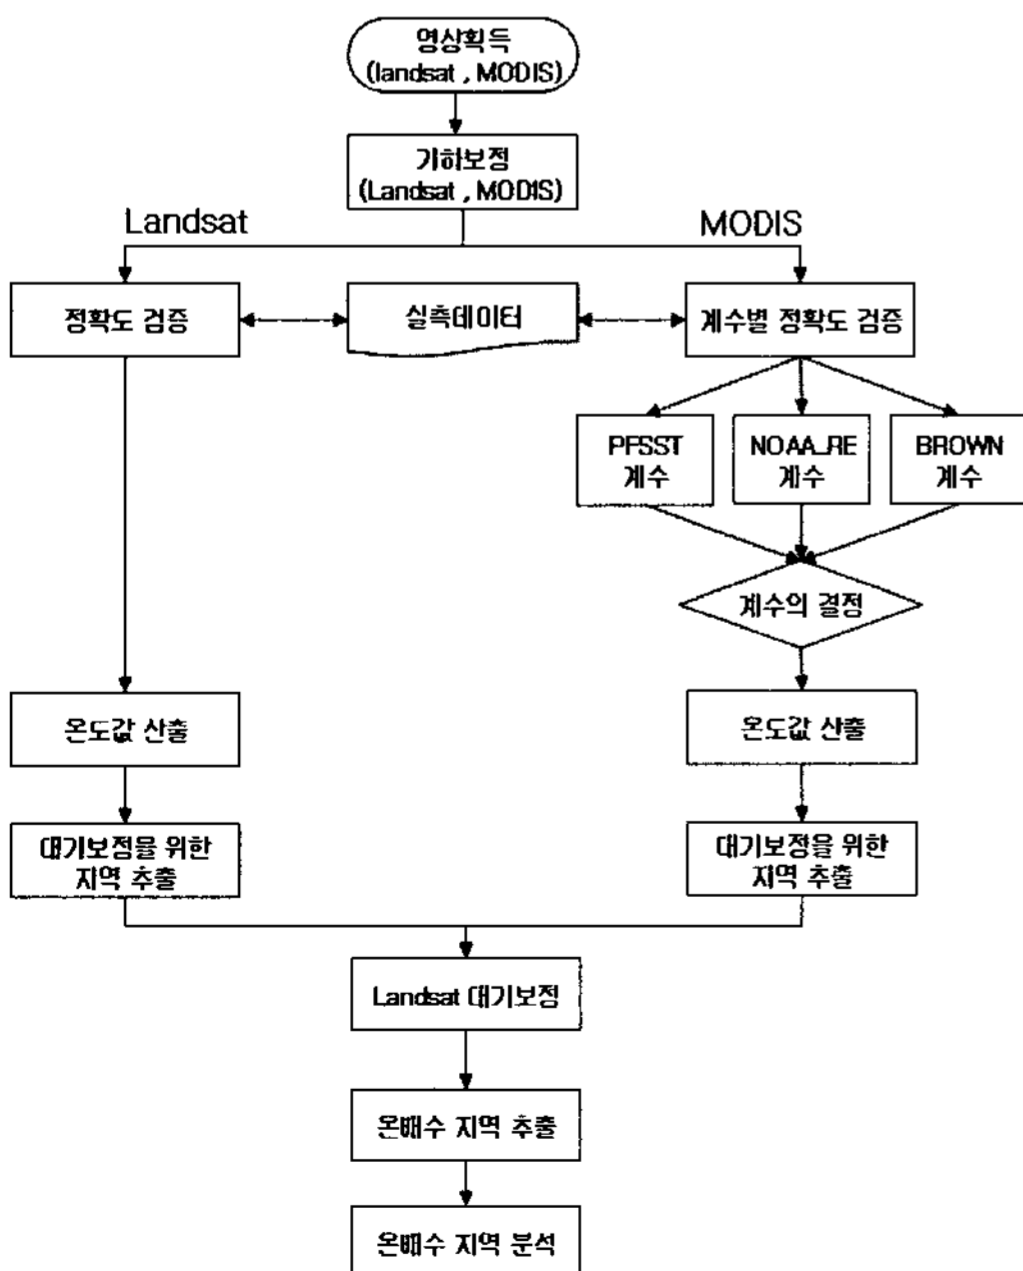 영상획득
(landsat , MODIS)
기하보정
(Landsat , MODIS)
Landsat
MODIS
정확도 검증
실측데이터
계수별 정확도 검증
PFSST
계수
NOAA_RE
계수
BROWN
계수
계수의 결정
온도값 산출
온도값 산출
대기보정을 위한
지역 추출
대기보정을 위한
지역 추출
Landsat 대기보정
온배수 지역 추출
온배수 지역 분석